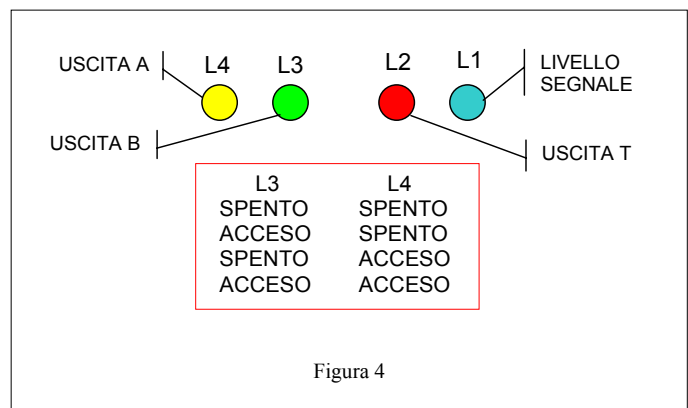 USCITA A
L4
L3
L2
L1
LIVELLO
SEGNALE
USCITA B
USCITA T
L3 L4
SPENTO SPENTO
ACCESO SPENTO
SPENTO ACCESO
ACCESO ACCESO
Figura 4